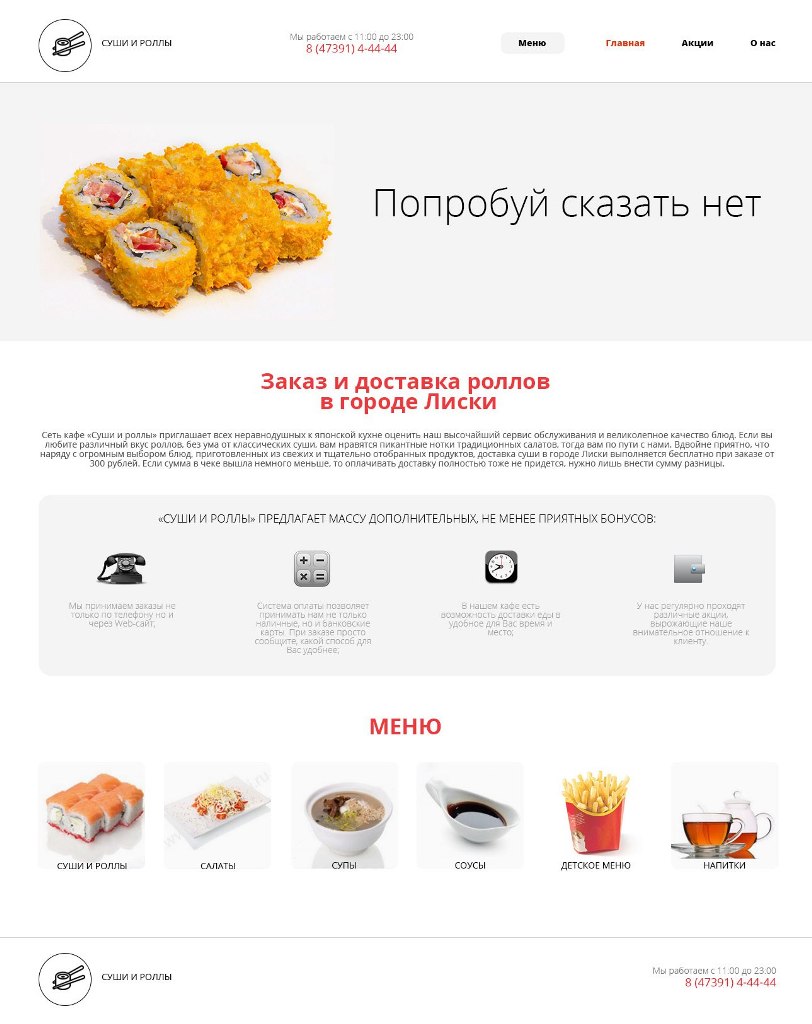 СУШИ И РОЛЛЫ
Мы работаем с 11:00 до 23:00
8 (47391) 4-44-44
Меню
Главная
Акции
О нас
Попробуй сказать нет
Заказ и доставка роллов
в городе Лиски
Сеть кафе «Суши и роллы» приглашает всех неравнодушных к японской кухне оценить наш высочайший сервис обслуживания и великолепное качество блюд. Если вы
любите различный вкус роллов, без ума от классических суши, вам нравятся пикантные нотки традиционных салатов, тогда вам по пути с нами. Вдвойне приятно, что
наряду с огромным выбором блюд, приготовленных из свежих и тщательно отобранных продуктов, доставка суши в городе Лиски выполняется бесплатно при заказе от
300 рублей. Если сумма в чеке вышла немного меньше, то оплачивать доставку полностью тоже не придется, нужно лишь внести сумму разницы.
«СУШИ И РОЛЛЫ» ПРЕДЛАГАЕТ МАССУ ДОПОЛНИТЕЛЬНЫХ, НЕ МЕНЕЕ ПРИЯТНЫХ БОНУСОВ:
Мы принимаем заказы не
только по телефону но и
через Web-сайт;
Система оплаты позволяет
принимать нам не только
наличные, но и банковские
карты. При заказе просто
сообщите, какой способ для
Вас удобнее;
В нашем кафе есть
возможность доставки еды в
удобное для Вас время и
место;
У нас регулярно проходят
различные акции,
вырожающие наше
внимательное отношение к
клиенту.
МЕНЮ
СУШИ И РОЛЛЫ
САЛАТЫ
СУПЫ
СОУСЫ
ДЕТСКОЕ МЕНЮ
НАПИТКИ
СУШИ И РОЛЛЫ
Мы работаем с 11:00 до 23:00
8 (47391) 4-44-44